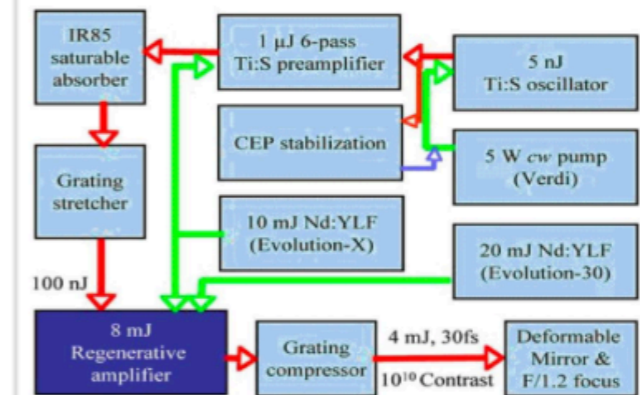 IR85
saturable
absorber
1 μJ 6-pass
Ti:S preamplifier
5 nJ
Ti:S oscillator
CEP stabilization
5 W cw pump
(Verdi)
Grating
stretcher
10 mJ Nd:YLF
(Evolution-X)
20 mJ Nd:YLF
(Evolution-30)
100 nJ
8 mJ
Regenerative
amplifier
Grating
compressor
4 mJ, 30fs
10¹⁰ Contrast
Deformable
Mirror &
F/1.2 focus